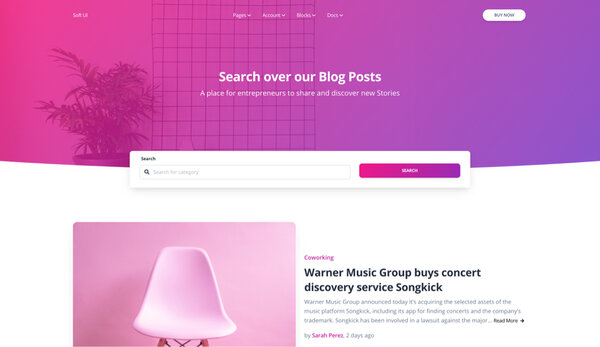 Soft UI
Pages
Account
Blocks
Docs
BUY NOW
Search over our Blog Posts
A place for entrepreneurs to share and discover new Stories
Search
Search for category
SEARCH
Coworking
Warner Music Group buys concert
discovery service Songkick
Warner Music Group announced today it's acquiring the selected assets of the
music platform Songkick, including its app for finding concerts and the company's
trademark. Songkick has been involved in a lawsuit against the major... Read More →
by Sarah Perez, 2 days ago